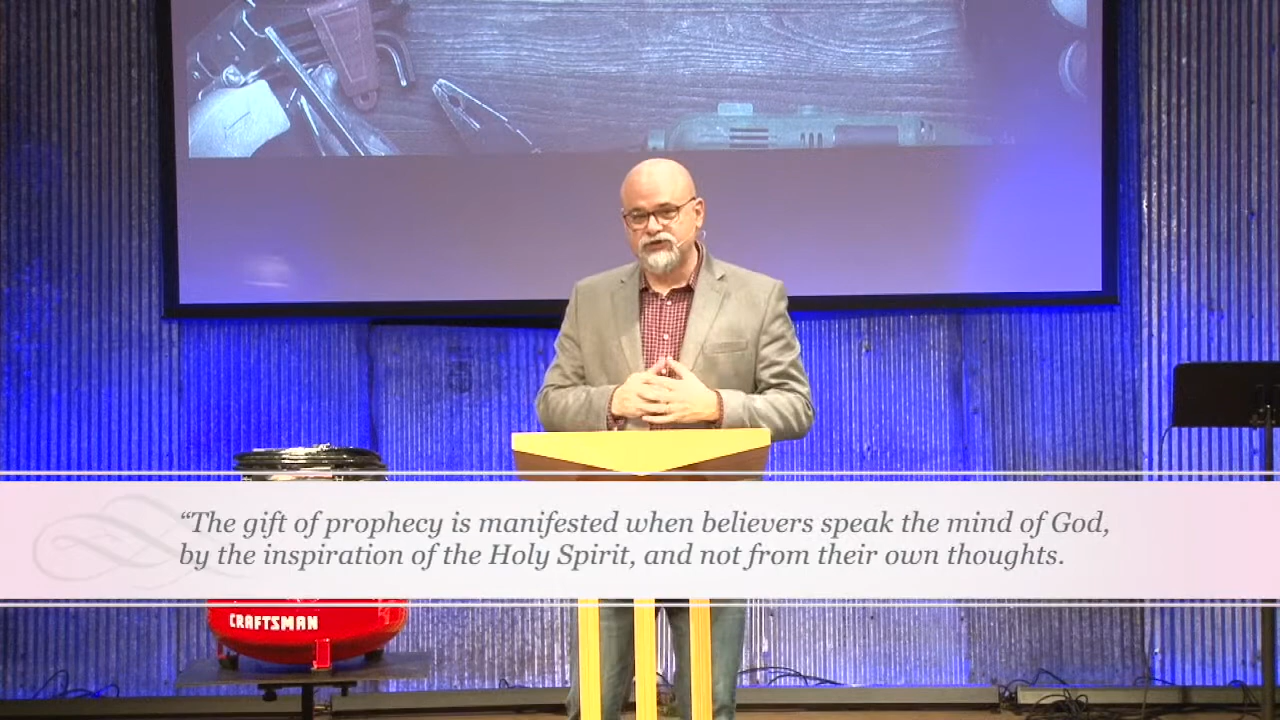 “The gift of prophecy is manifested when believers speak the mind of God,
by the inspiration of the Holy Spirit, and not from their own thoughts.
CRAFTSMAN